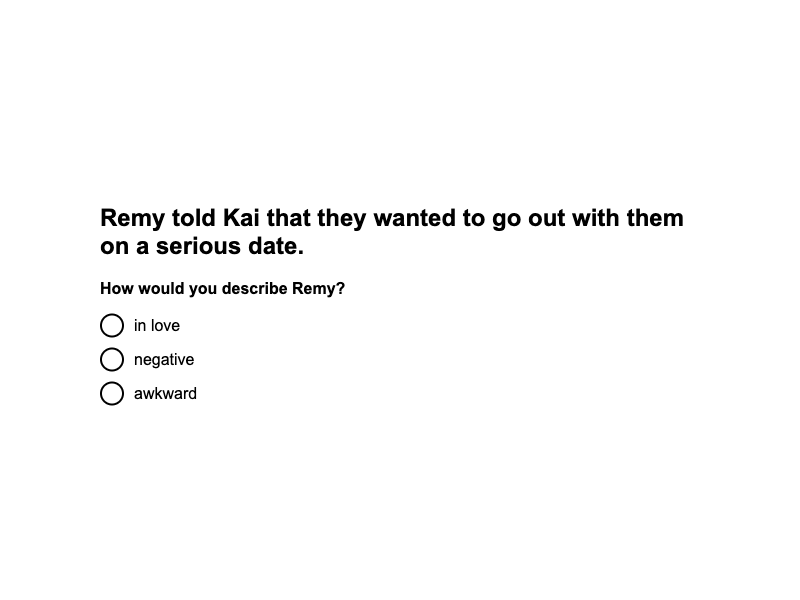 Remy told Kai that they wanted to go out with them
on a serious date.
How would you describe Remy?
in love
negative
awkward